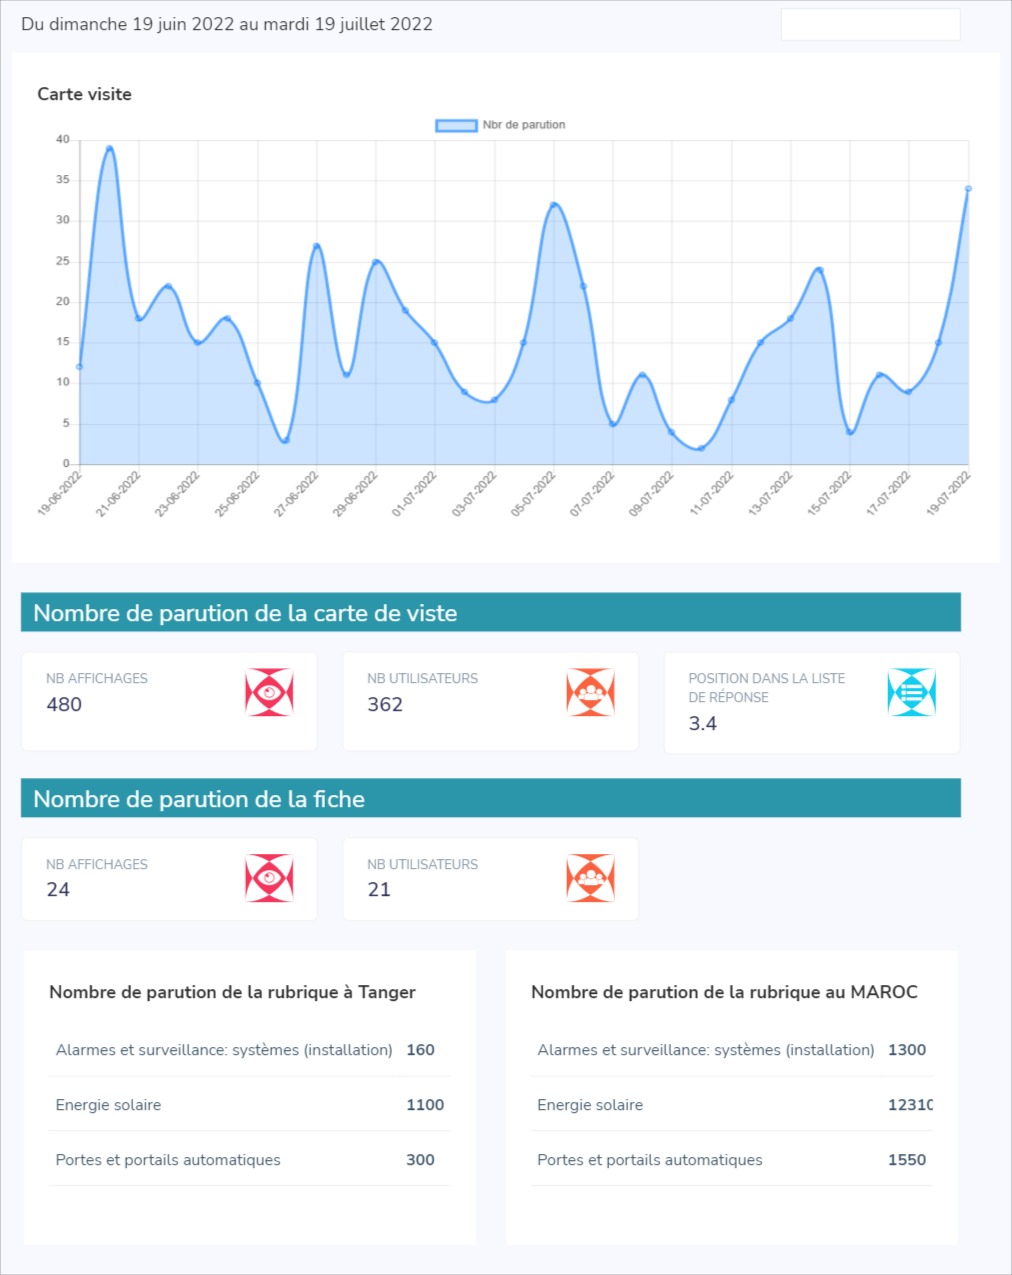 Du dimanche 19 juin 2022 au mardi 19 juillet 2022
Carte visite
Nbr de parution
40
35
30
25
20
15
10
5
0
19-06-2022
21-06-2022
23-06-2022
25-06-2022
27-06-2022
29-06-2022
01-07-2022
03-07-2022
05-07-2022
07-07-2022
09-07-2022
11-07-2022
13-07-2022
15-07-2022
17-07-2022
19-07-2022
Nombre de parution de la carte de viste
NB AFFICHAGES
480
NB UTILISATEURS
362
POSITION DANS LA LISTE
DE RÉPONSE
3.4
Nombre de parution de la fiche
NB AFFICHAGES
24
NB UTILISATEURS
21
Nombre de parution de la rubrique à Tanger
Alarmes et surveillance: systèmes (installation) 160
Energie solaire 1100
Portes et portails automatiques 300
Nombre de parution de la rubrique au MAROC
Alarmes et surveillance: systèmes (installation) 1300
Energie solaire 12310
Portes et portails automatiques 1550